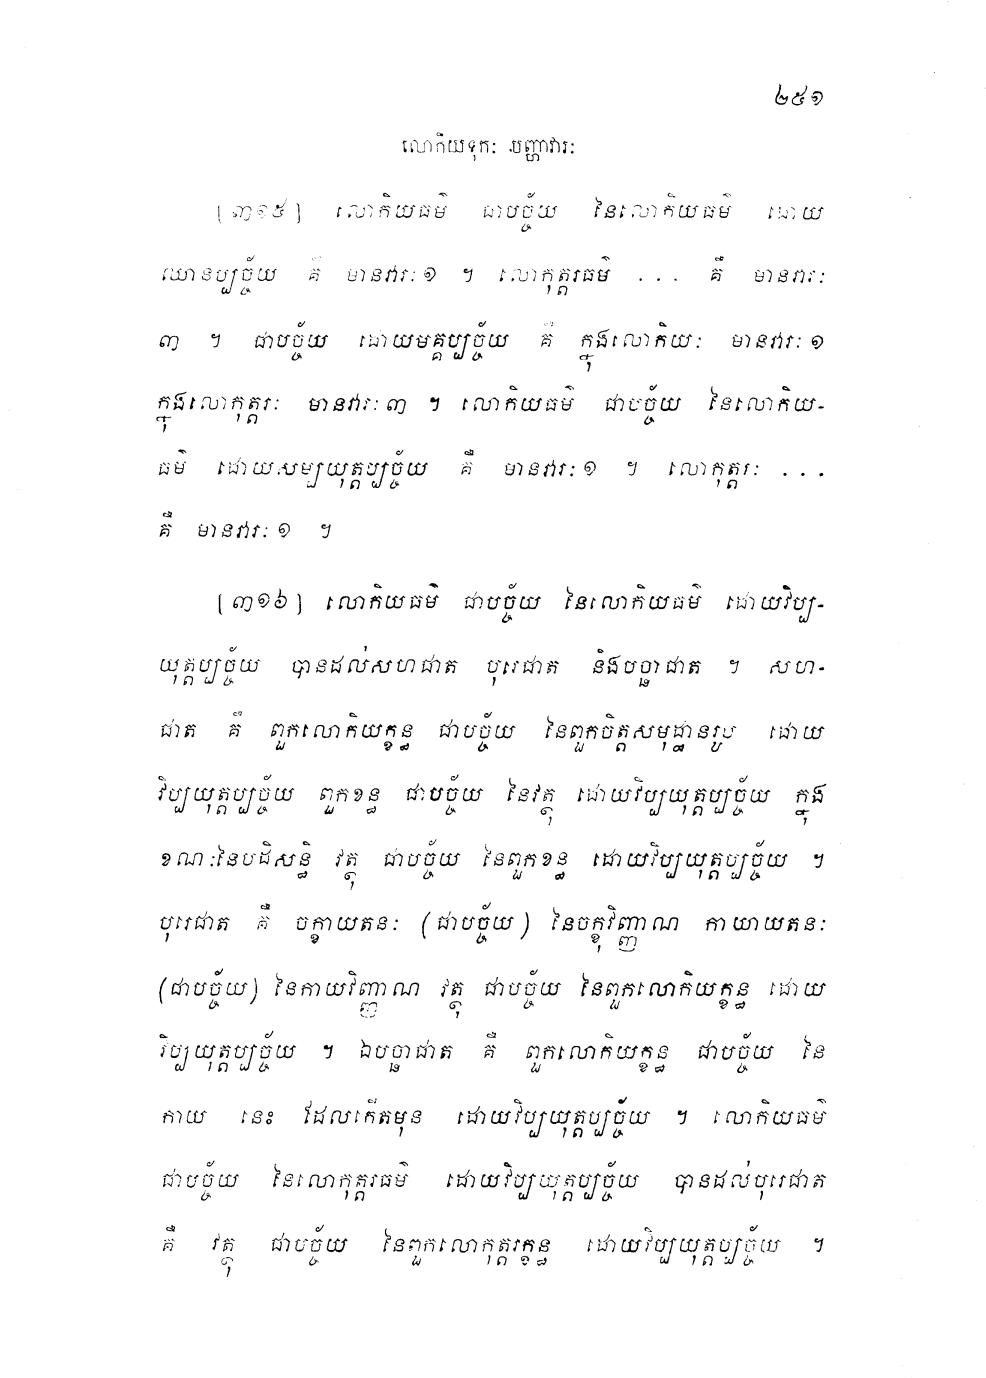 ២៥១
លោកិយទុកៈ បញ្ហាវារៈ
[៣១៥] លោកិយធម៌ ជាបច្ច័យ នៃលោកិយធម៌ ដោយ
ឈានប្បច្ច័យ គឺ មានវារៈ១ ។ លោកុត្តរធម៌ ... គឺ មានវារៈ
៣ ។ ជាបច្ច័យ ដោយមគ្គប្បច្ច័យ គឺ ក្នុងលោកិយៈ មានវារៈ១
ក្នុងលោកុត្តរៈ មានវារៈ៣ ។ លោកិយធម៌ ជាបច្ច័យ នៃលោកិយ-
ធម៌ ដោយសម្បយុត្តប្បច្ច័យ គឺ មានវារៈ១ ។ លោកុត្តរៈ ...
គឺ មានវារៈ១ ។
[៣១៦] លោកិយធម៌ ជាបច្ច័យ នៃលោកិយធម៌ ដោយវិប្ប-
យុត្តប្បច្ច័យ បានដល់សហជាត បុរេជាត និងបច្ឆាជាត ។ សហ-
ជាត គឺ ពួកលោកិយក្ខន្ធ ជាបច្ច័យ នៃពួកចិត្តសមុដ្ឋានរូប ដោយ
វិប្បយុត្តប្បច្ច័យ ពួកខន្ធ ជាបច្ច័យ នៃវត្ថុ ដោយវិប្បយុត្តប្បច្ច័យ ក្នុង
ខណៈនៃបដិសន្ធិ វត្ថុ ជាបច្ច័យ នៃពួកខន្ធ ដោយវិប្បយុត្តប្បច្ច័យ ។
បុរេជាត គឺ ចក្ខាយតនៈ (ជាបច្ច័យ) នៃចក្ខុវិញ្ញាណ កាយាយតនៈ
(ជាបច្ច័យ) នៃកាយវិញ្ញាណ វត្ថុ ជាបច្ច័យ នៃពួកលោកិយក្ខន្ធ ដោយ
វិប្បយុត្តប្បច្ច័យ ។ ឯបច្ឆាជាត គឺ ពួកលោកិយក្ខន្ធ ជាបច្ច័យ នៃ
កាយ នេះ ដែលកើតមុន ដោយវិប្បយុត្តប្បច្ច័យ ។ លោកិយធម៌
ជាបច្ច័យ នៃលោកុត្តរធម៌ ដោយវិប្បយុត្តប្បច្ច័យ បានដល់បុរេជាត
គឺ វត្ថុ ជាបច្ច័យ នៃពួកលោកុត្តរក្ខន្ធ ដោយវិប្បយុត្តប្បច្ច័យ ។